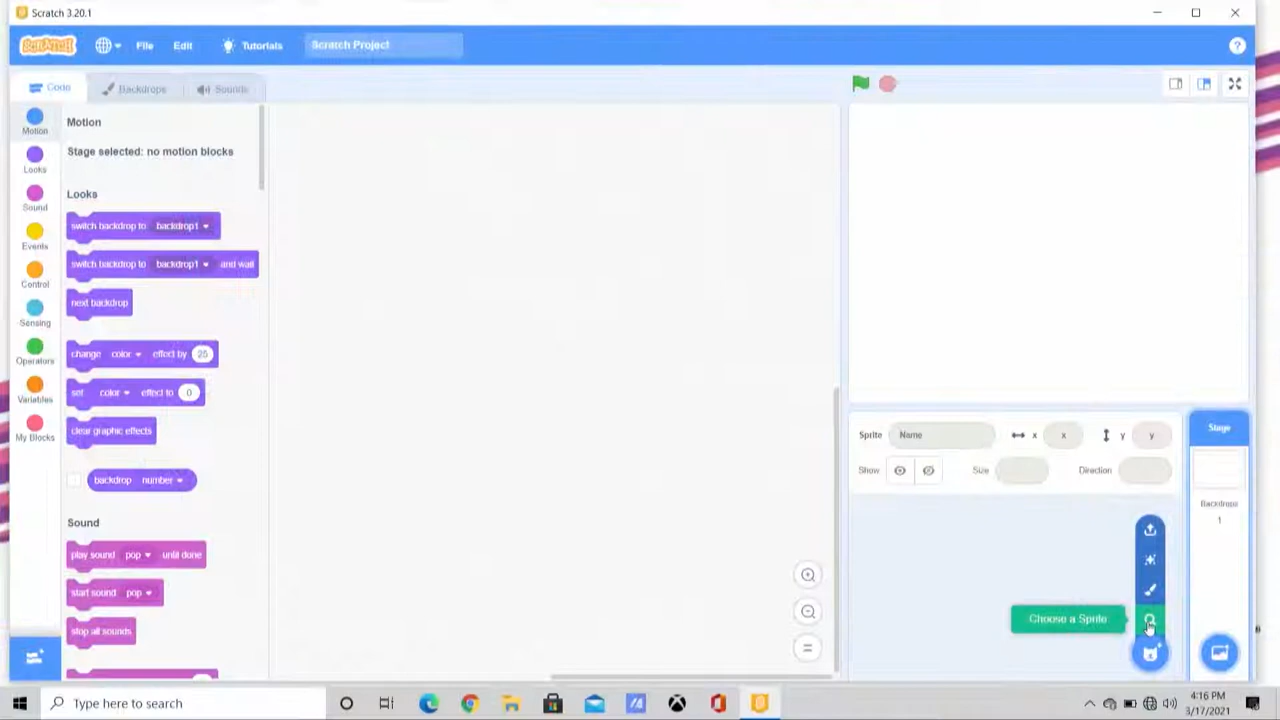 Scratch 3.20.1
SCRATCH File Edit Tutorials Scratch Project ?
Code Backdrops Sounds
Motion
Looks
Sound
Events
Control
Sensing
Operators
Variables
My Blocks
Motion
Stage selected: no motion blocks
Looks
switch backdrop to backdrop1
switch backdrop to backdrop1 and wait
next backdrop
change color effect by 25
set color effect to 0
clear graphic effects
backdrop number
Sound
play sound pop until done
start sound pop
stop all sounds
Sprite Name x x y y
Show Size Direction
Stage
Backdrops
1
Choose a Sprite
Type here to search
4:16 PM
3/17/2021